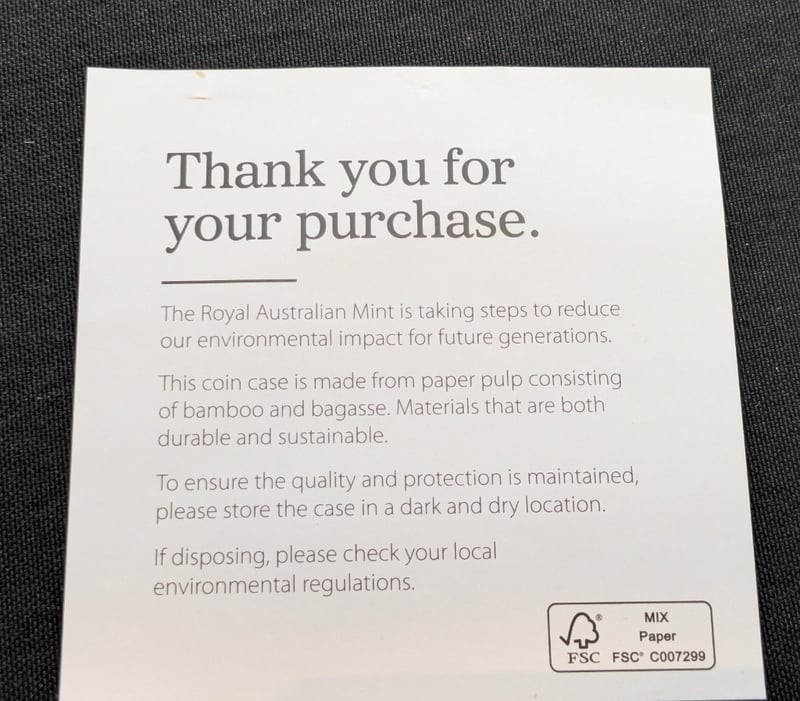 Thank you for
your purchase.
The Royal Australian Mint is taking steps to reduce
our environmental impact for future generations.
This coin case is made from paper pulp consisting
of bamboo and bagasse. Materials that are both
durable and sustainable.
To ensure the quality and protection is maintained,
please store the case in a dark and dry location.
If disposing, please check your local
environmental regulations.
®
FSC
MIX
Paper
FSC® C007299